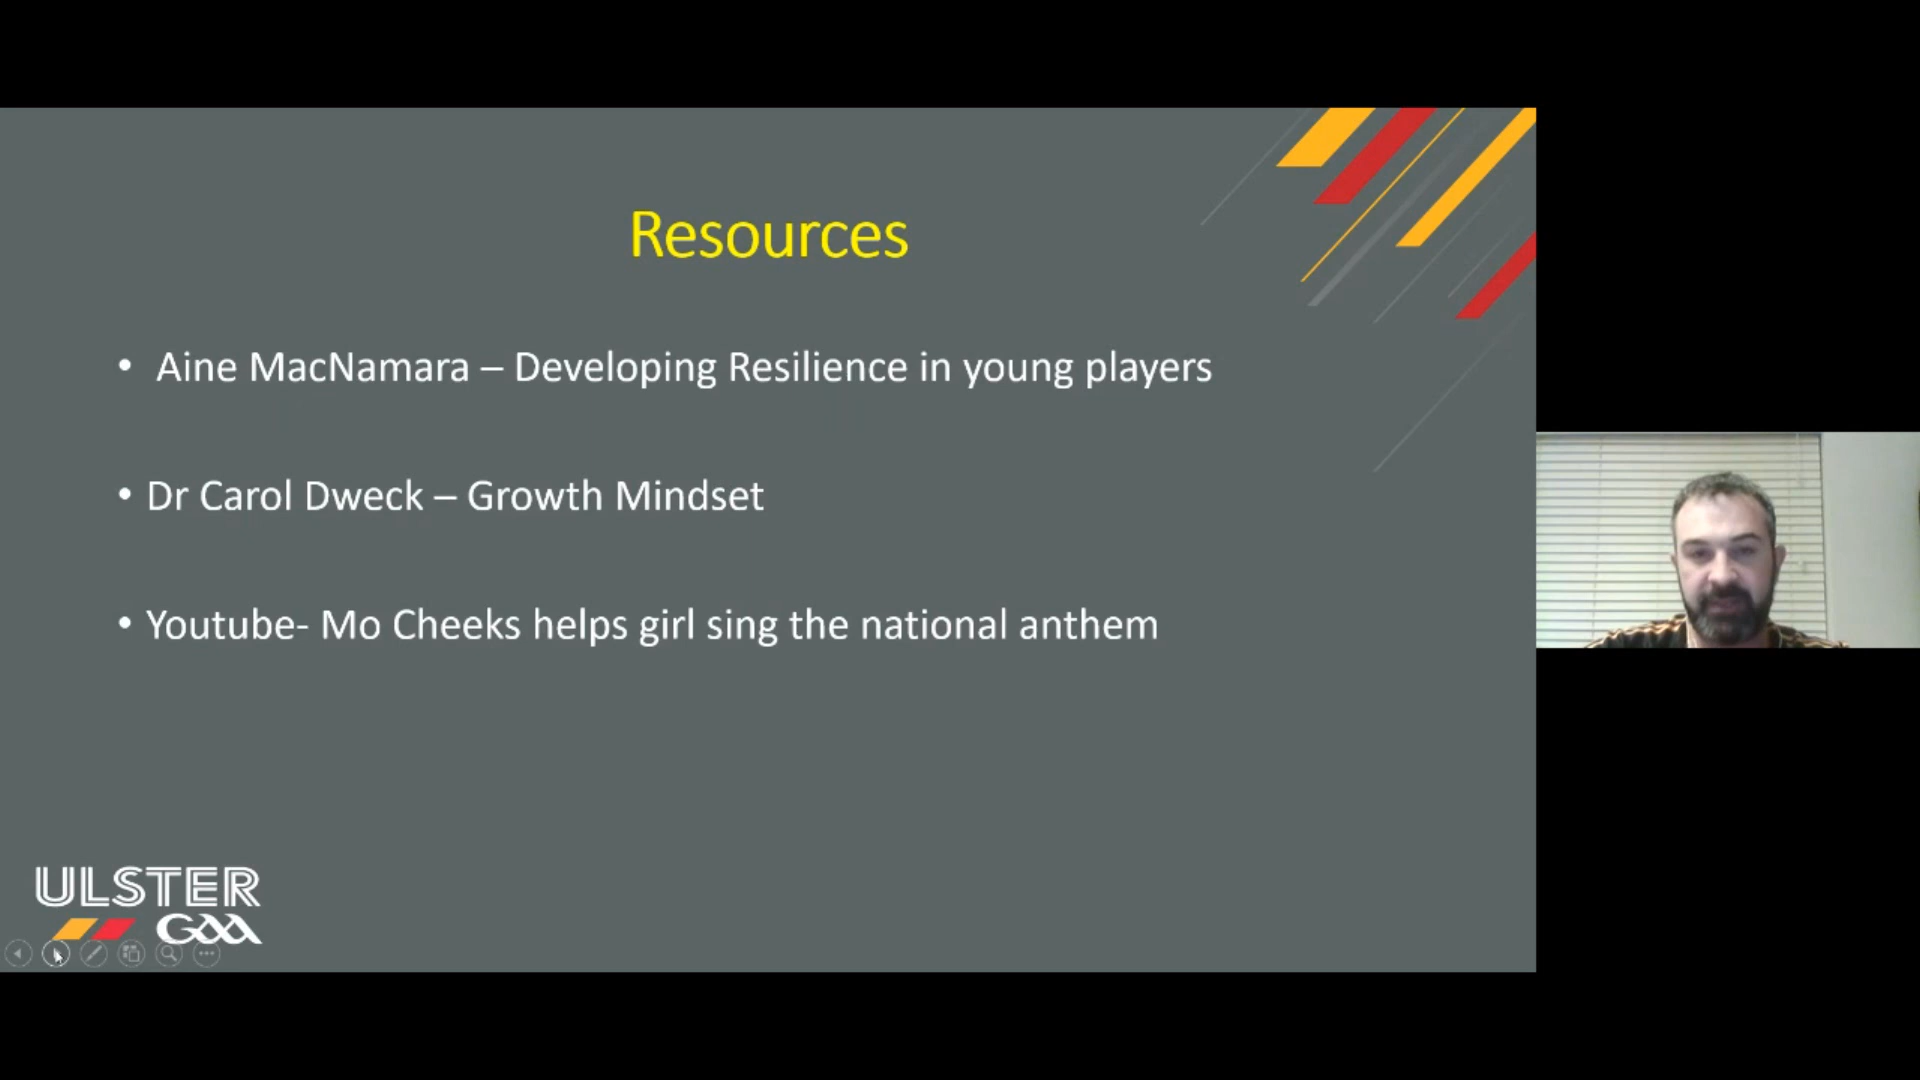 Resources
• Aine MacNamara – Developing Resilience in young players
• Dr Carol Dweck – Growth Mindset
• Youtube- Mo Cheeks helps girl sing the national anthem
ULSTER
GAA